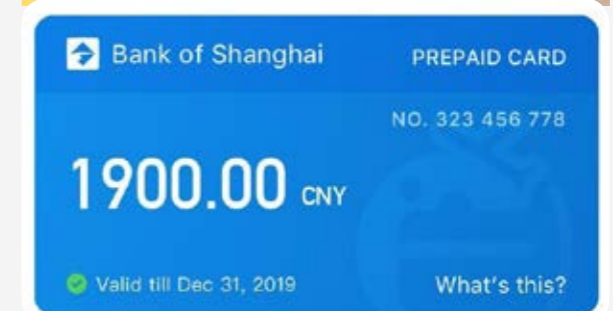 Bank of Shanghai
PREPAID CARD
NO. 323 456 778
1900.00 CNY
Valid till Dec 31, 2019
What's this?